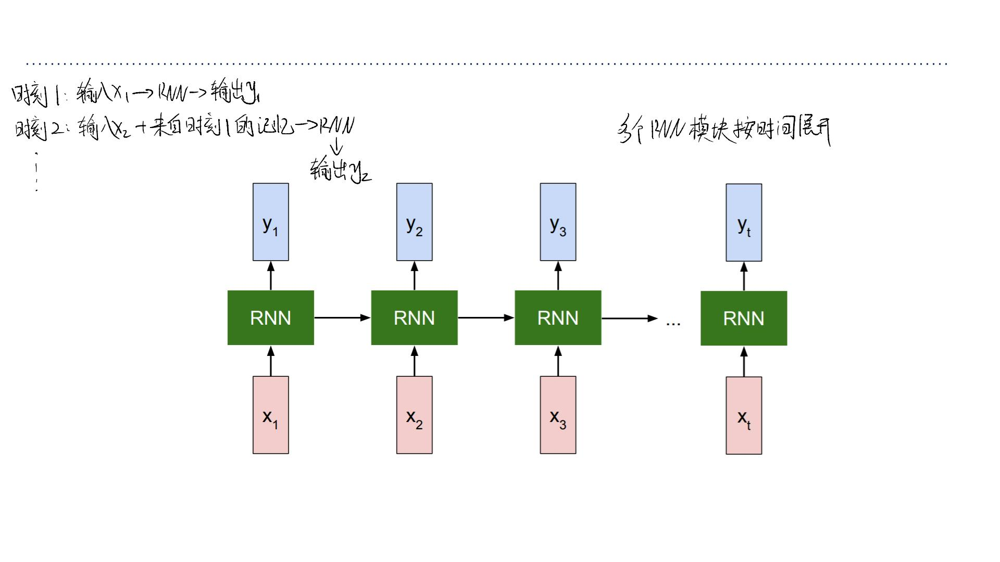 时刻1：输入x₁→RNN→输出y₁
时刻2：输入x₂+来自时刻1的记忆→RNN
↓
输出y₂
多个RNN模块按时间展开
y₁ y₂ y₃ yₜ
RNN RNN RNN ... RNN
x₁ x₂ x₃ xₜ